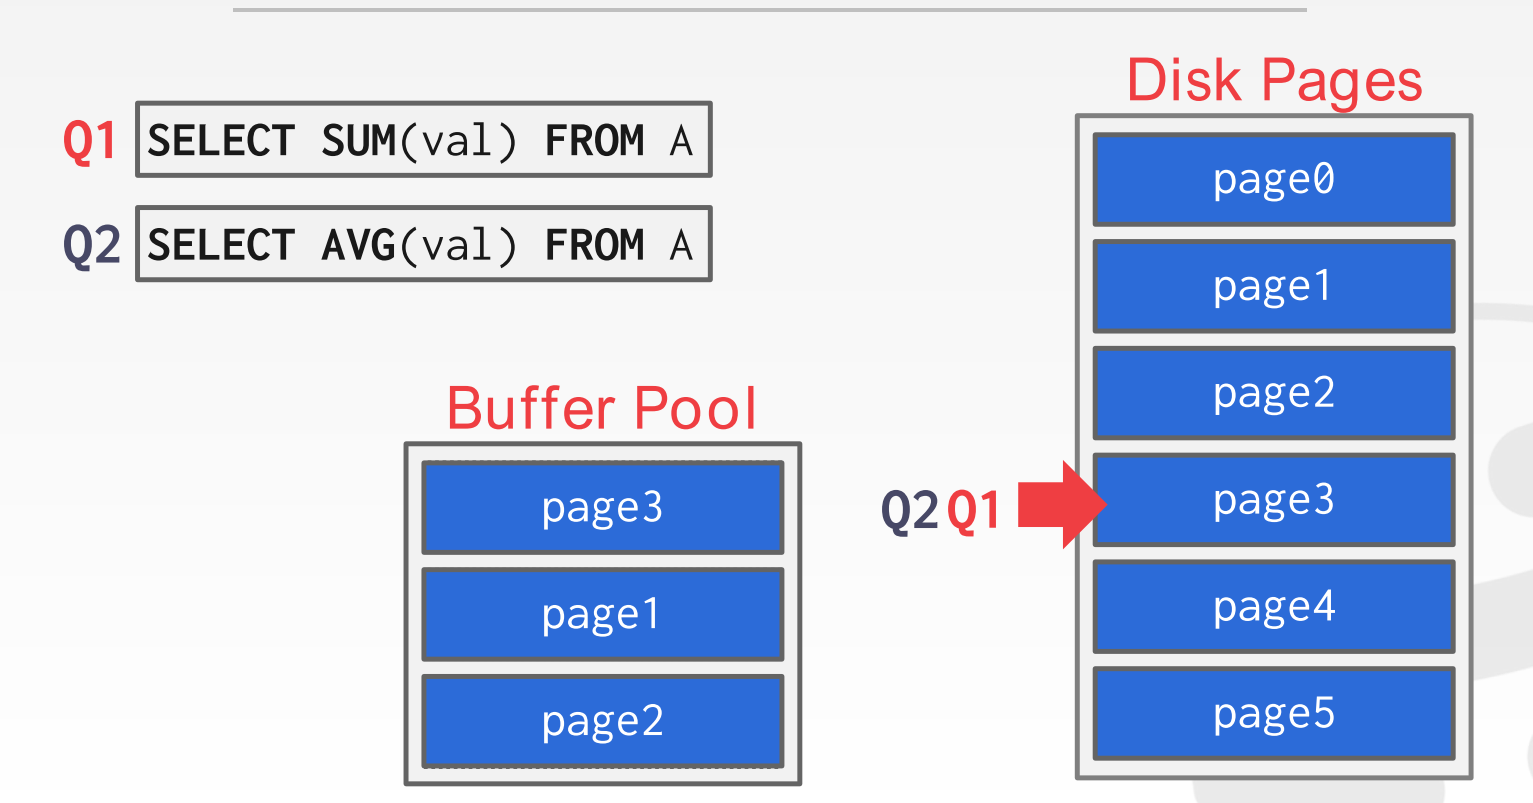 Q1 SELECT SUM(val) FROM A
Q2 SELECT AVG(val) FROM A
Buffer Pool
page3
page1
page2
Q2 Q1
Disk Pages
page0
page1
page2
page3
page4
page5